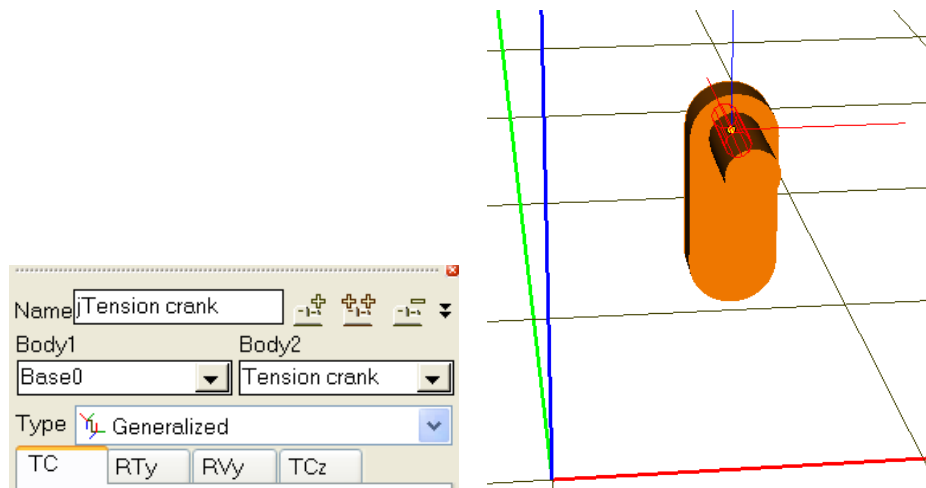 Name jTension crank
Body1 Body2
Base0 Tension crank
Type Generalized
TC RTy RVy TCz